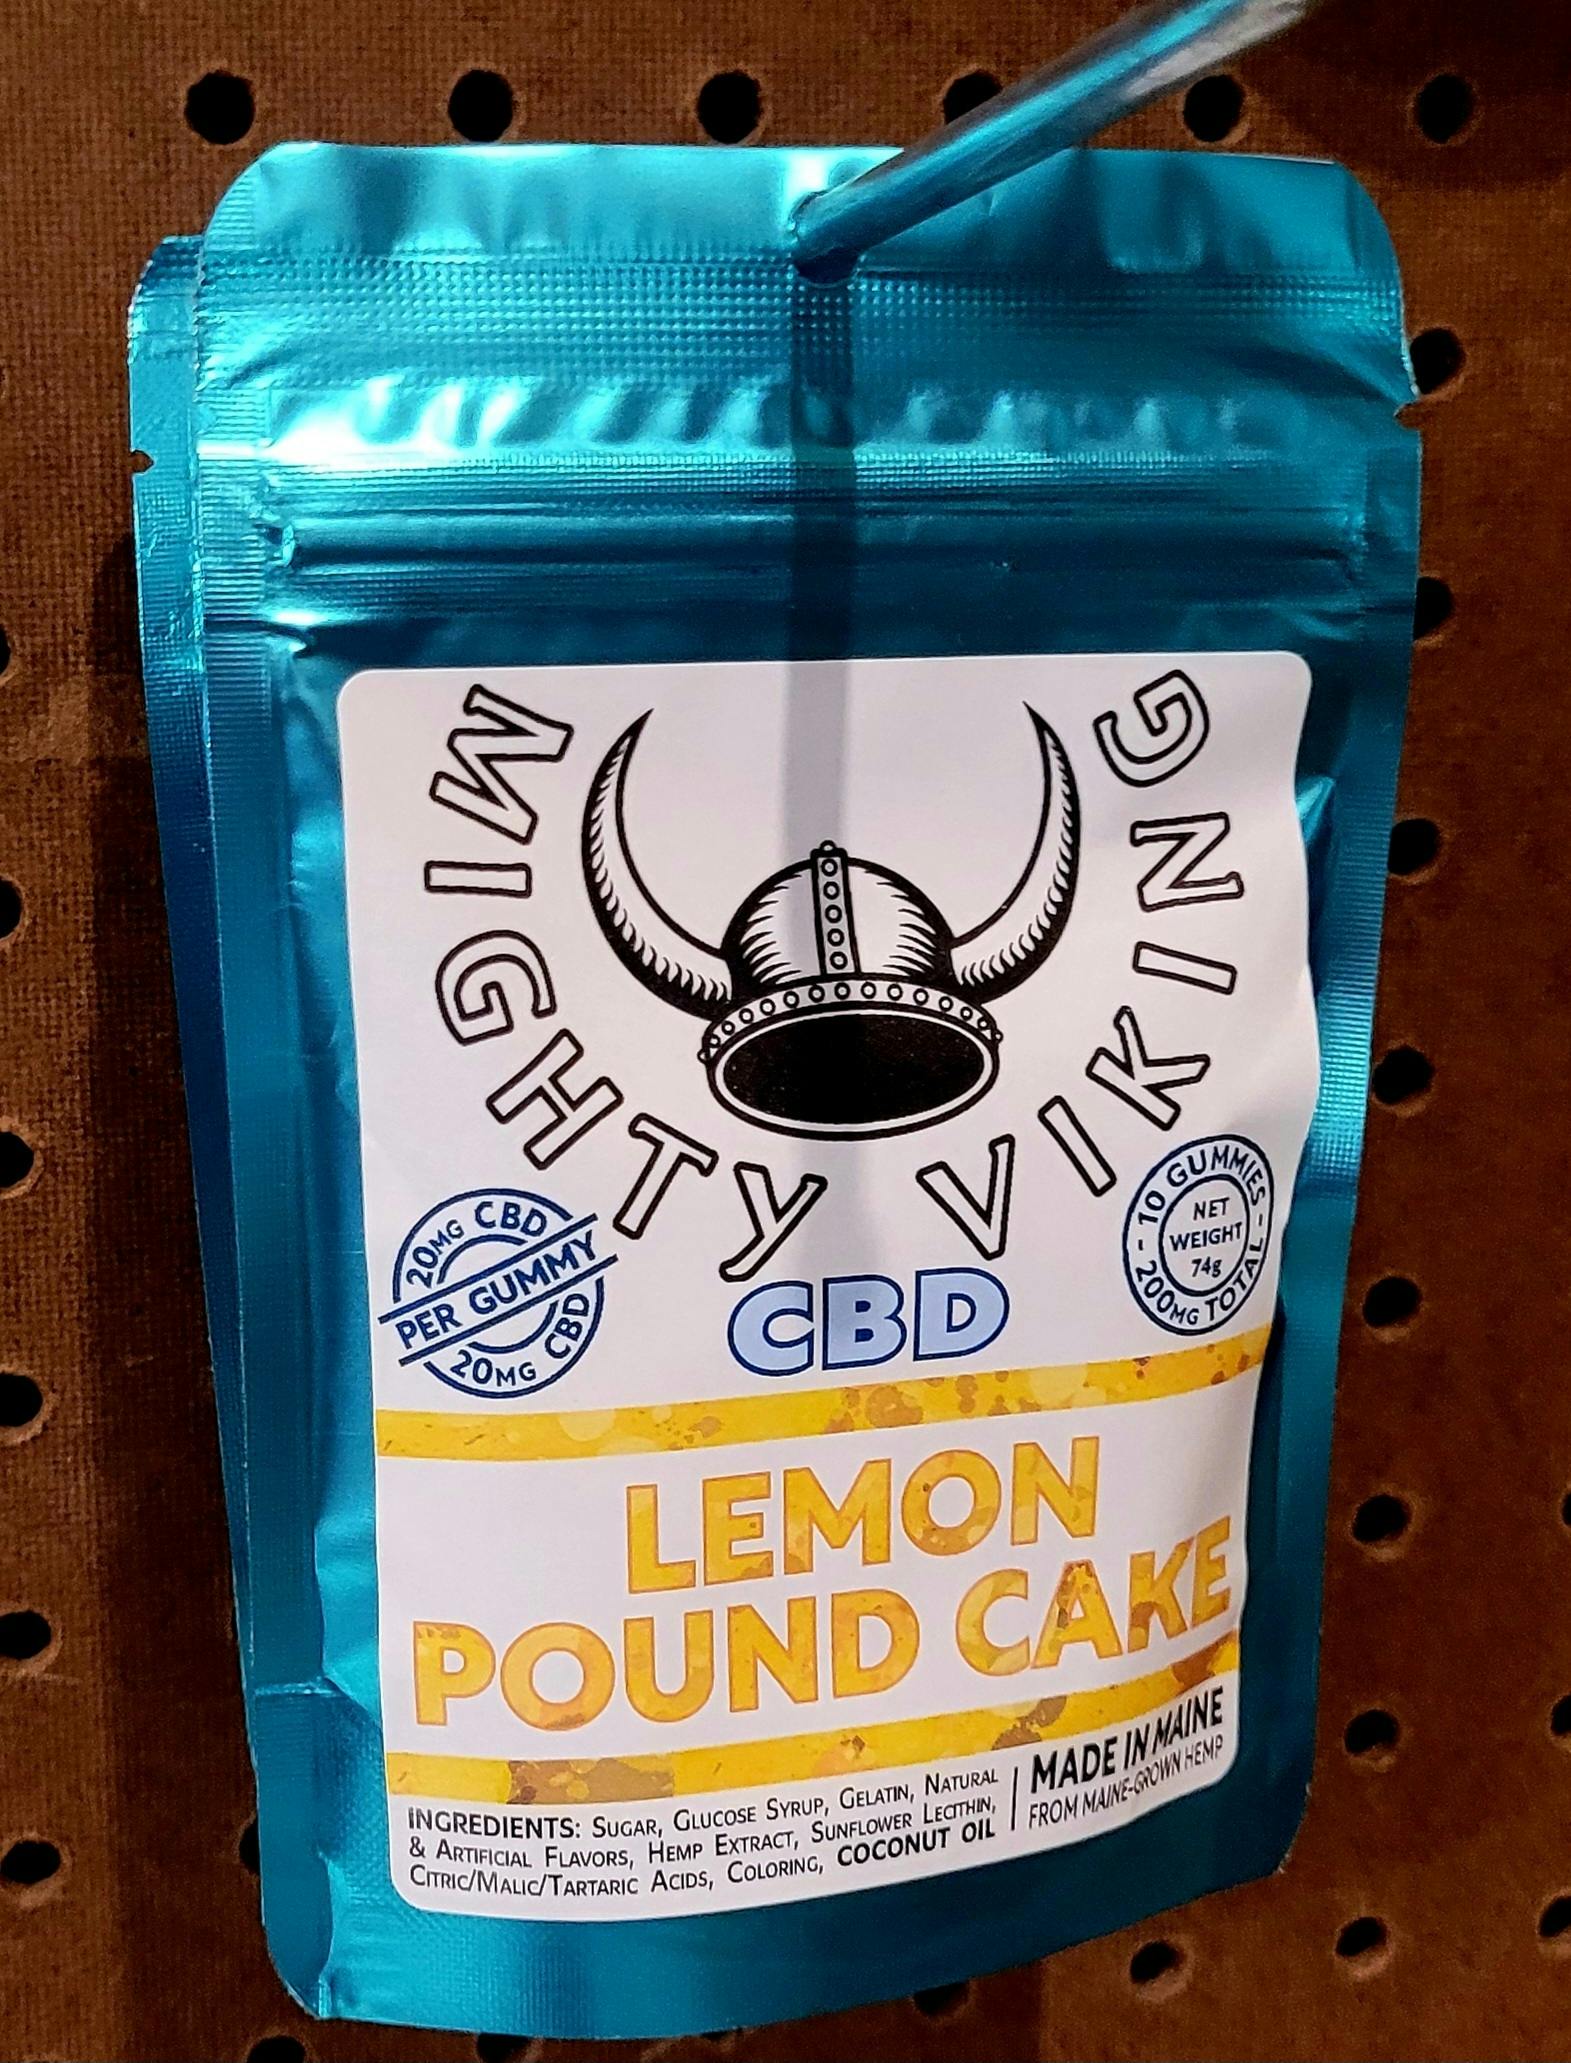 MIGHTY VIKING
20MG CBD
PER GUMMY
20MG CBD
- 10 GUMMIES -
NET
WEIGHT
74g
200MG TOTAL
CBD
LEMON
POUND CAKE
INGREDIENTS: SUGAR, GLUCOSE SYRUP, GELATIN, NATURAL
& ARTIFICIAL FLAVORS, HEMP EXTRACT, SUNFLOWER LECITHIN,
CITRIC/MALIC/TARTARIC ACIDS, COLORING, COCONUT OIL
MADE IN MAINE
FROM MAINE-GROWN HEMP